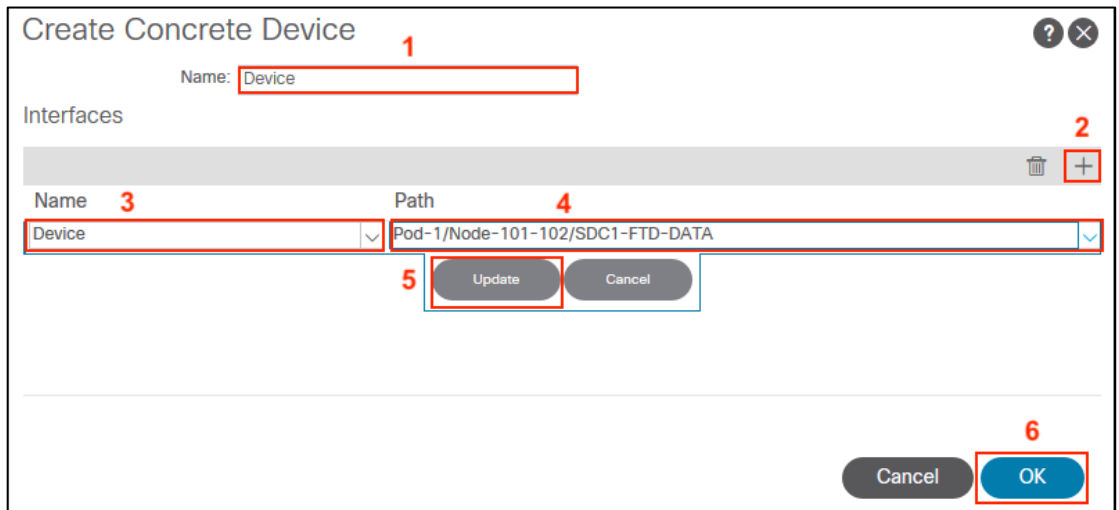 Create Concrete Device
?
1
Name: Device
Interfaces
2
+
Name 3 Path 4
Device Pod-1/Node-101-102/SDC1-FTD-DATA
5 Update Cancel
6
Cancel OK